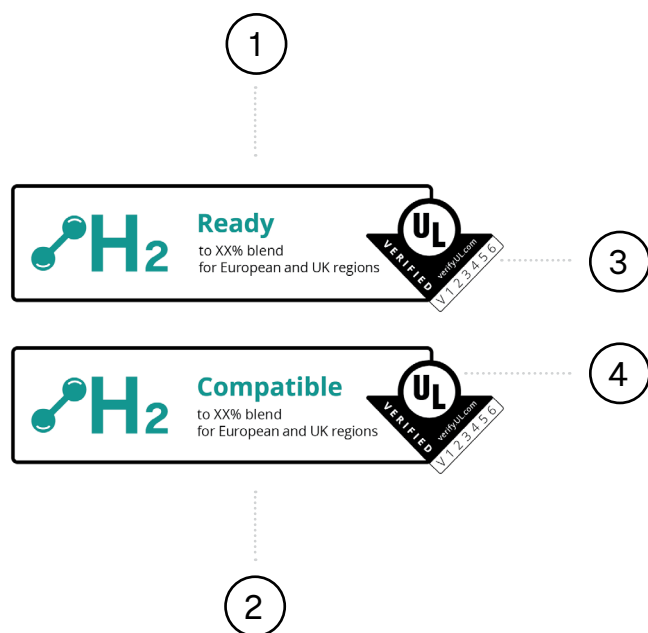 1
H2
Ready
to XX% blend
for European and UK regions
UL
VERIFIED
verifyUL.com
V123456
3
H2
Compatible
to XX% blend
for European and UK regions
UL
VERIFIED
verifyUL.com
V123456
4
2